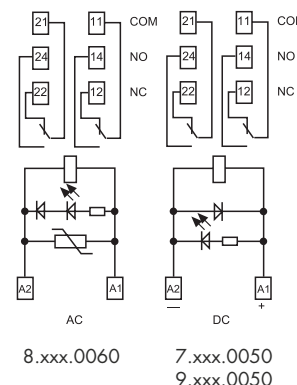 21 11 COM 21 11 COM
24 14 NO 24 14 NO
22 12 NC 22 12 NC
A2 A1 A2 A1
— +
AC DC
8.xxx.0060 7.xxx.0050
9.xxx.0050